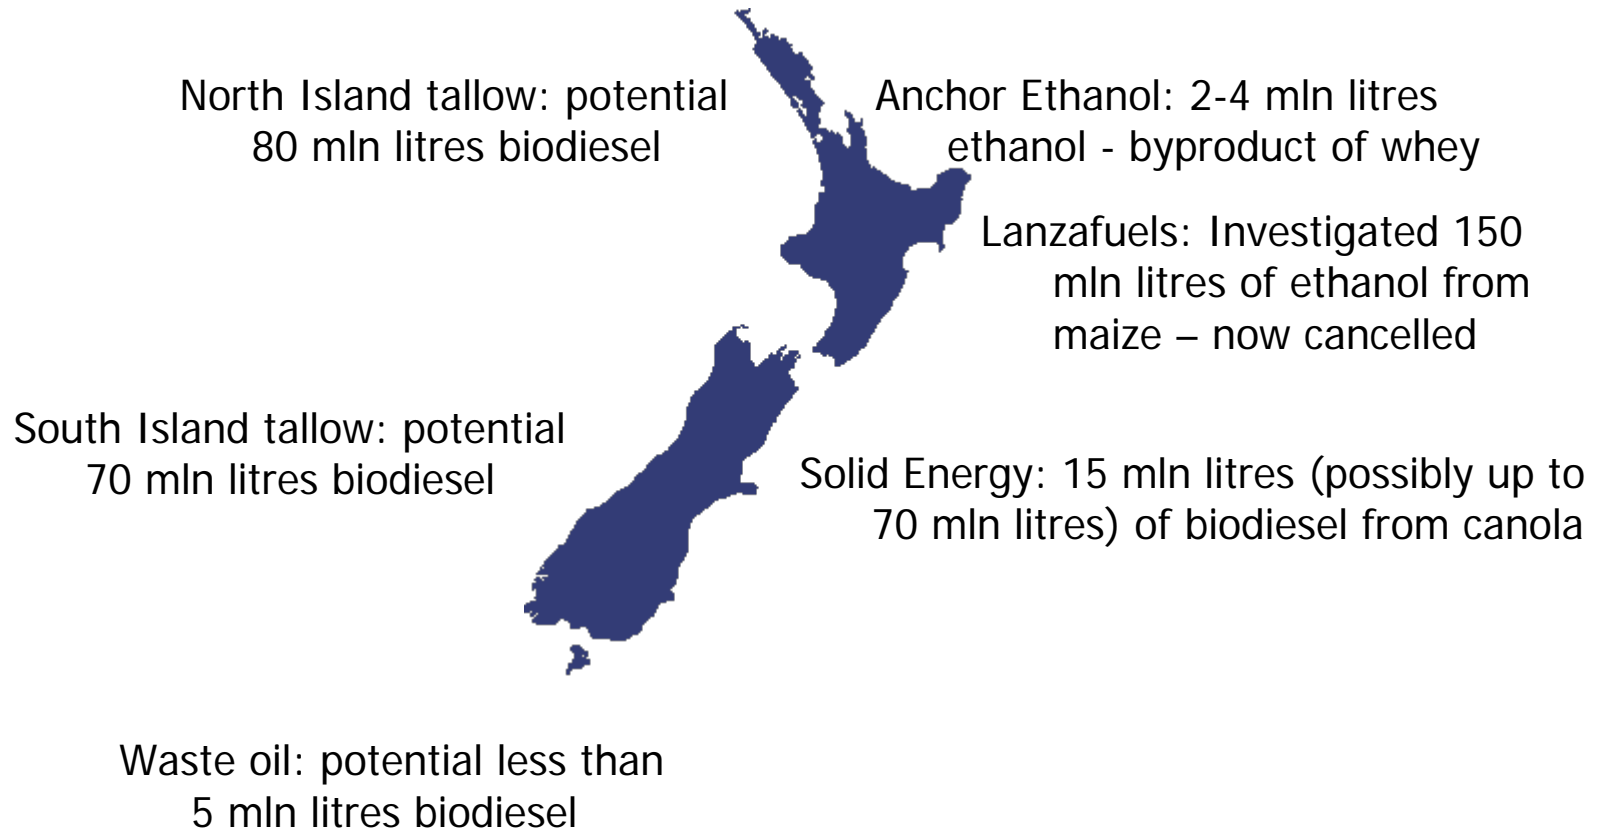 North Island tallow: potential
80 mln litres biodiesel
Anchor Ethanol: 2-4 mln litres
ethanol - byproduct of whey
Lanzafuels: Investigated 150
mln litres of ethanol from
maize – now cancelled
South Island tallow: potential
70 mln litres biodiesel
Solid Energy: 15 mln litres (possibly up to
70 mln litres) of biodiesel from canola
Waste oil: potential less than
5 mln litres biodiesel